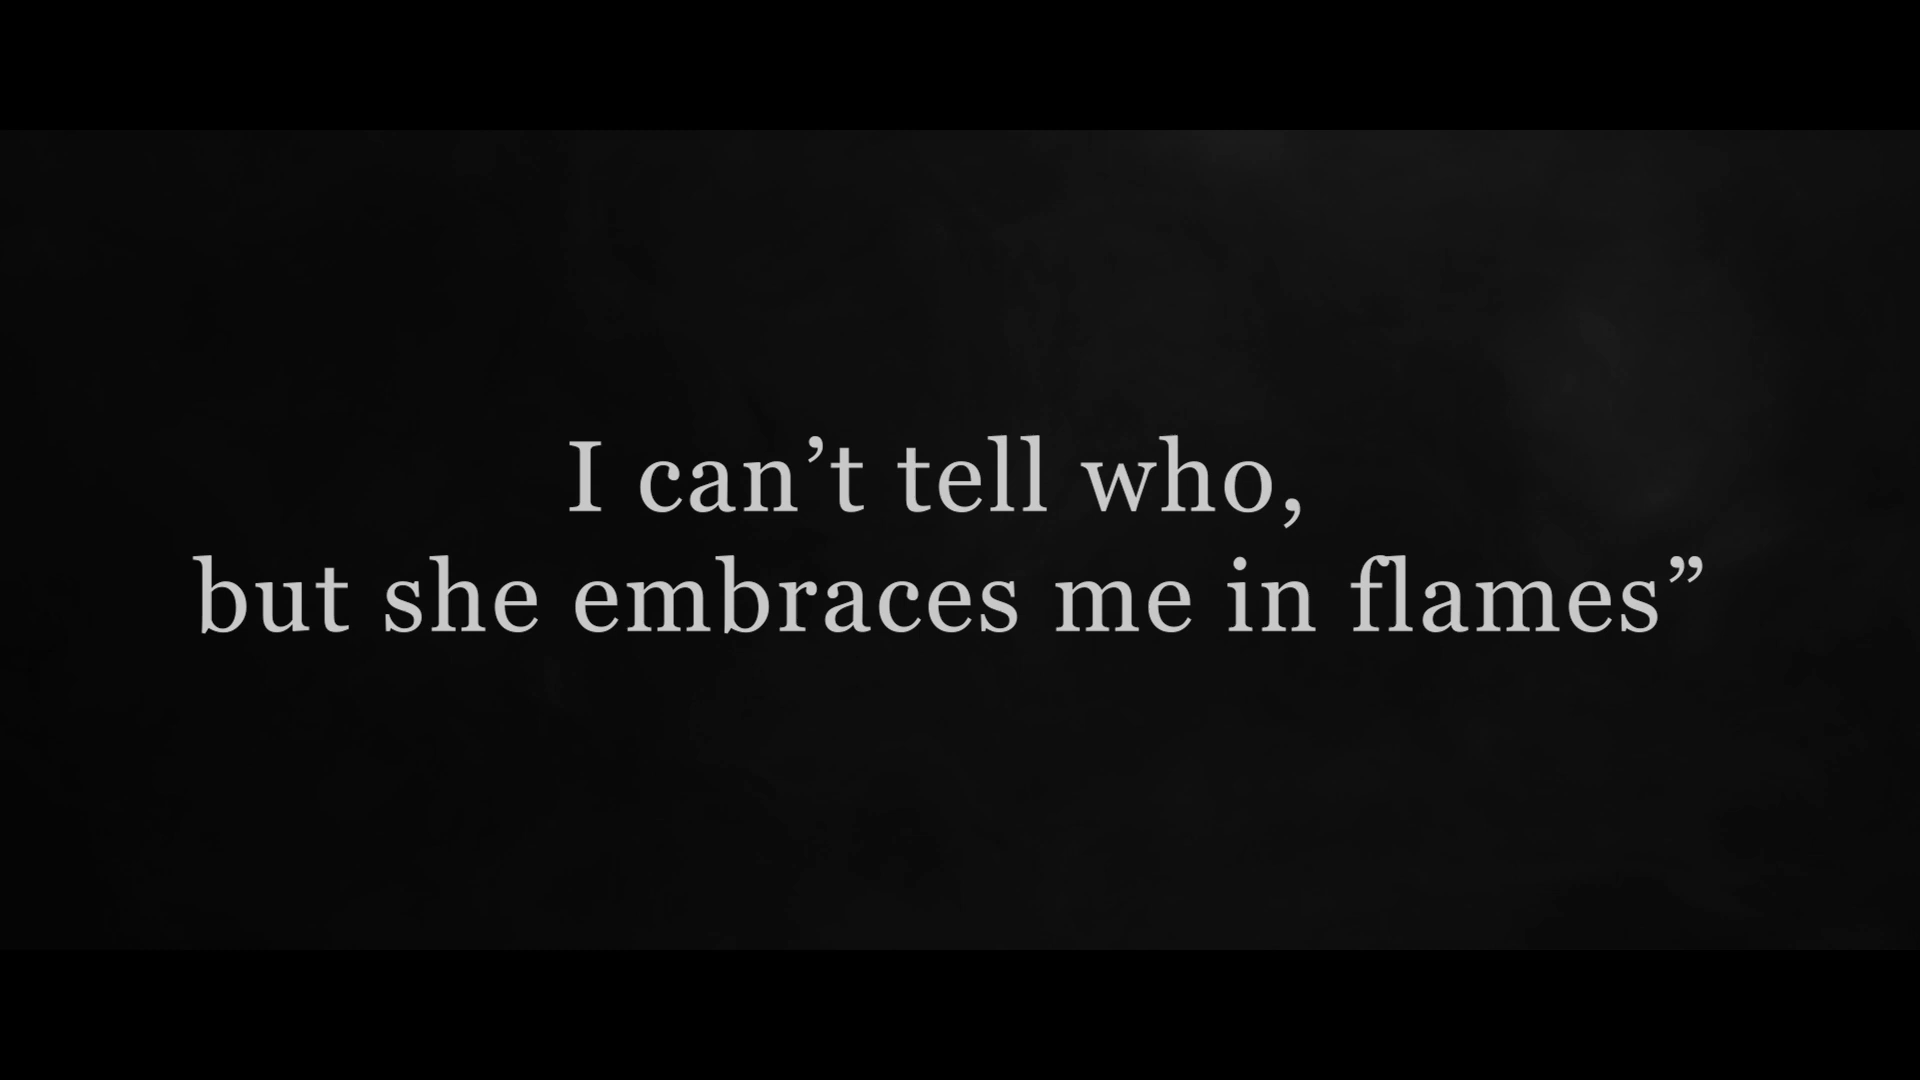 I can’t tell who,
but she embraces me in flames”